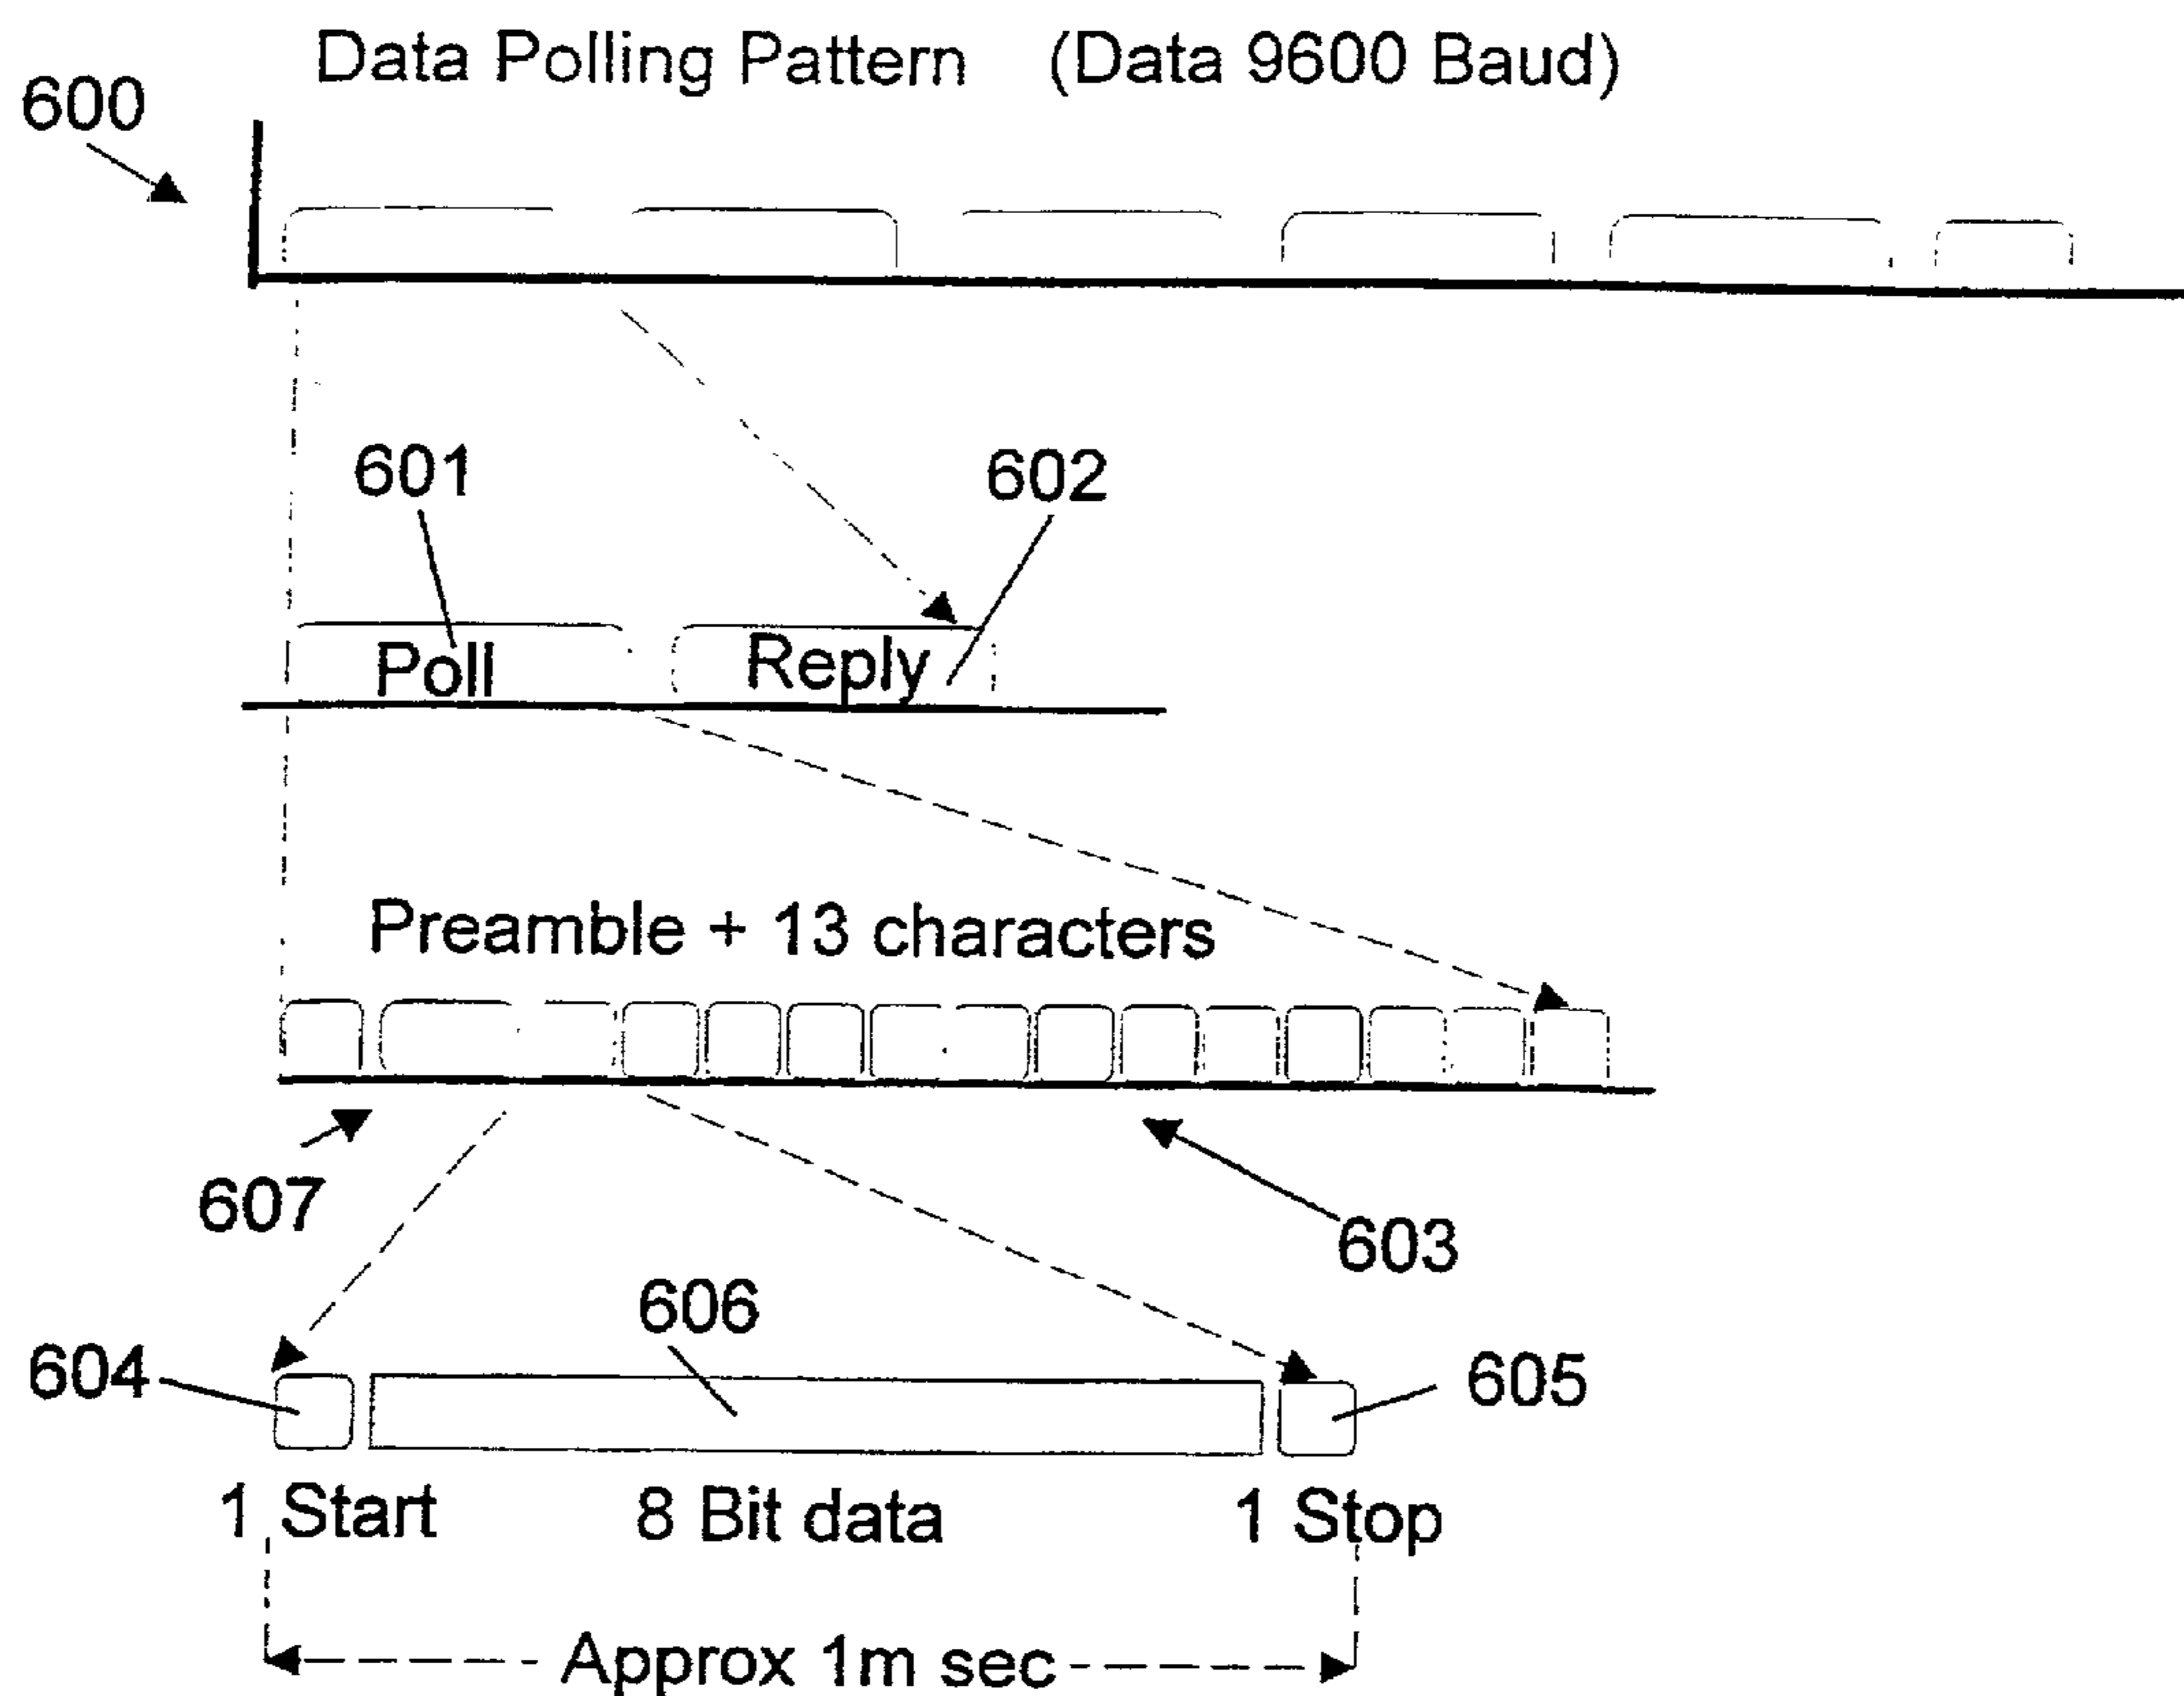 Data Polling Pattern (Data 9600 Baud)
600
601
602
Poll
Reply
Preamble + 13 characters
607
603
606
604
605
1 Start
8 Bit data
1 Stop
Approx 1m sec